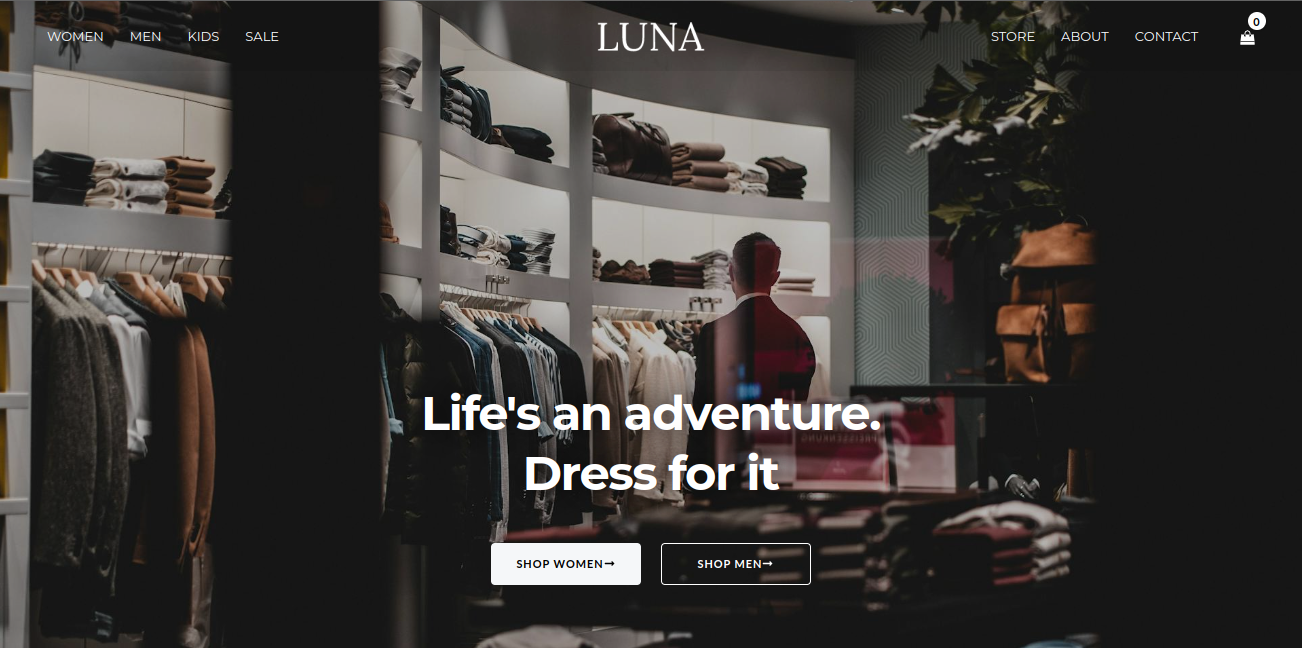 WOMEN MEN KIDS SALE LUNA STORE ABOUT CONTACT 0
Life's an adventure.
Dress for it
SHOP WOMEN→ SHOP MEN→